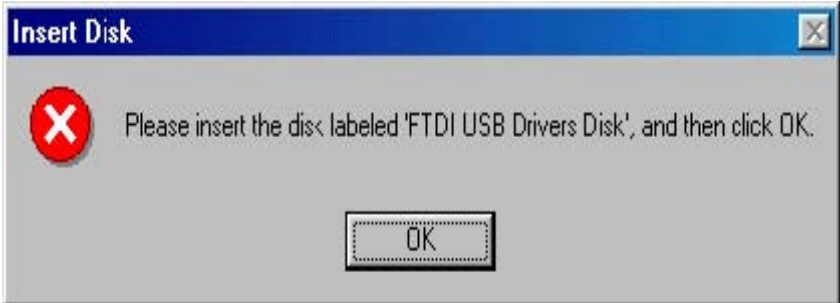 Insert Disk
Please insert the disk labeled 'FTDI USB Drivers Disk', and then click OK.
OK